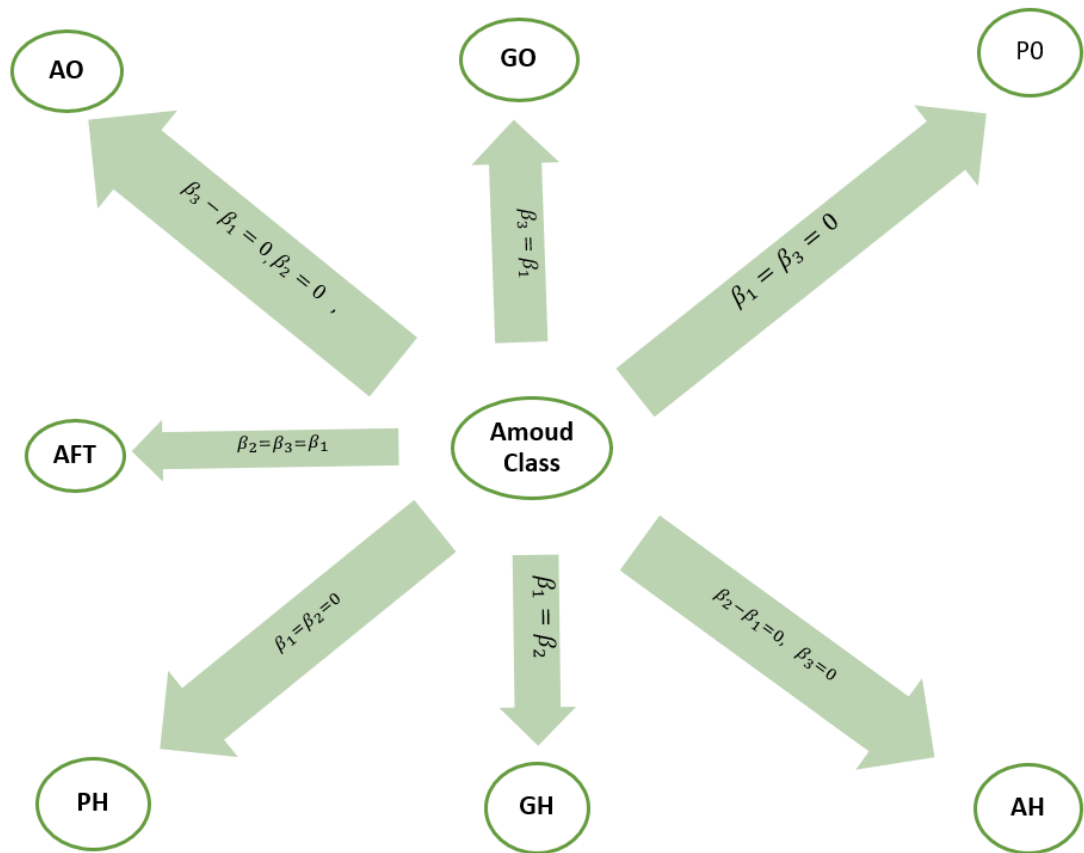 AO
GO
P0
β₃ − β₁ = 0,β₂ = 0 ,
β₃ = β₁
β₁ = β₃ = 0
AFT
β₂=β₃=β₁
Amoud
Class
β₁=β₂=0
β₁ = β₂
β₂−β₁=0, β₃=0
PH
GH
AH